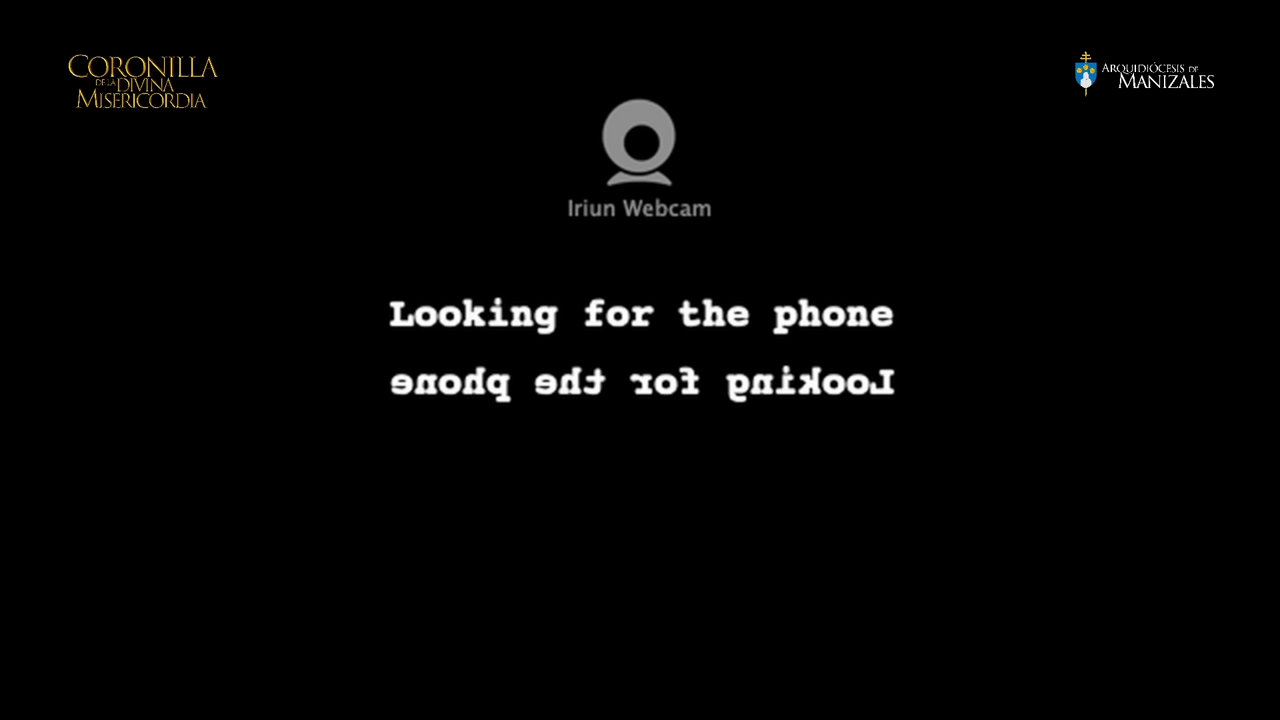 CORONILLA
DE LA DIVINA
MISERICORDIA
ARQUIDIÓCESIS DE
MANIZALES
Iriun Webcam
Looking for the phone
Looking for the phone